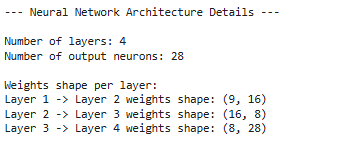 --- Neural Network Architecture Details ---
Number of layers: 4
Number of output neurons: 28
Weights shape per layer:
Layer 1 -> Layer 2 weights shape: (9, 16)
Layer 2 -> Layer 3 weights shape: (16, 8)
Layer 3 -> Layer 4 weights shape: (8, 28)